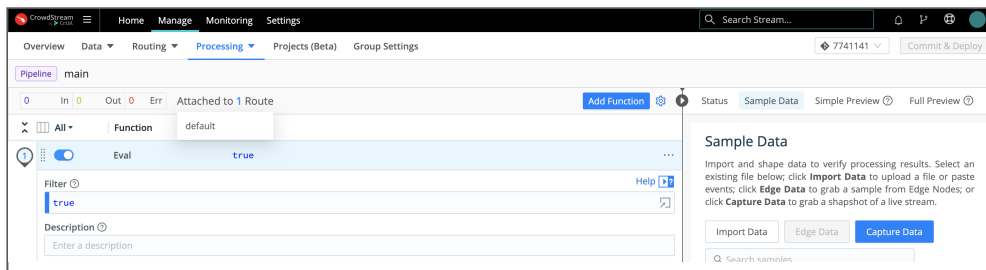 CrowdStream
by Cribl.
Home Manage Monitoring Settings
Search Stream...
Overview Data Routing Processing Projects (Beta) Group Settings
7741141
Commit & Deploy
Pipeline main
0 In 0 Out 0 Err Attached to 1 Route
Add Function
Status Sample Data Simple Preview Full Preview
All Function
default
1 Eval true ...
Filter
Help
true
Description
Enter a description
Sample Data
Import and shape data to verify processing results. Select an
existing file below; click Import Data to upload a file or paste
events; click Edge Data to grab a sample from Edge Nodes; or
click Capture Data to grab a shapshot of a live stream.
Import Data Edge Data Capture Data
Search samples